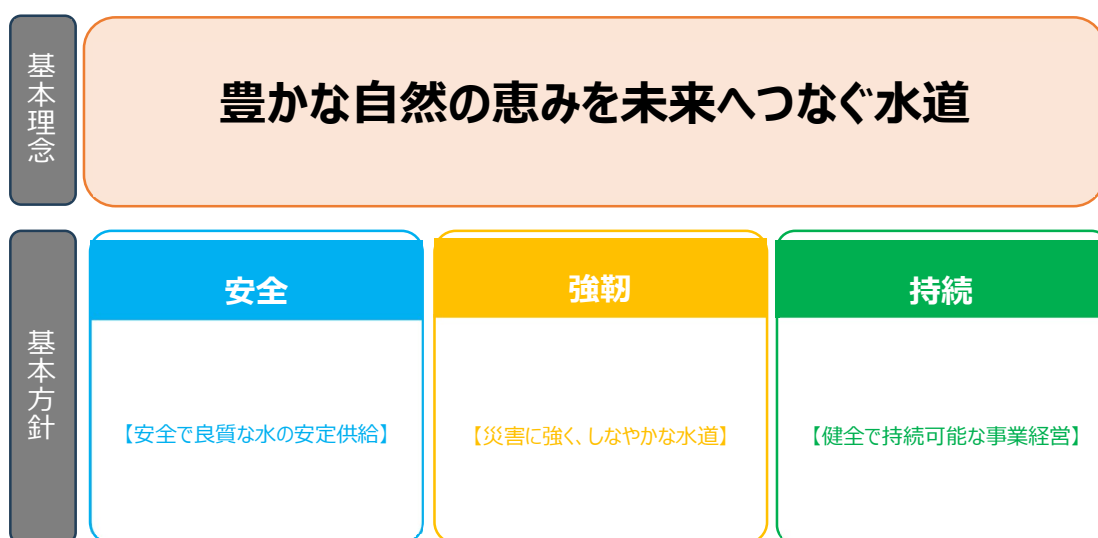 基本理念
豊かな自然の恵みを未来へつなぐ水道
基本方針
安全
【安全で良質な水の安定供給】
強靭
【災害に強く、しなやかな水道】
持続
【健全で持続可能な事業経営】